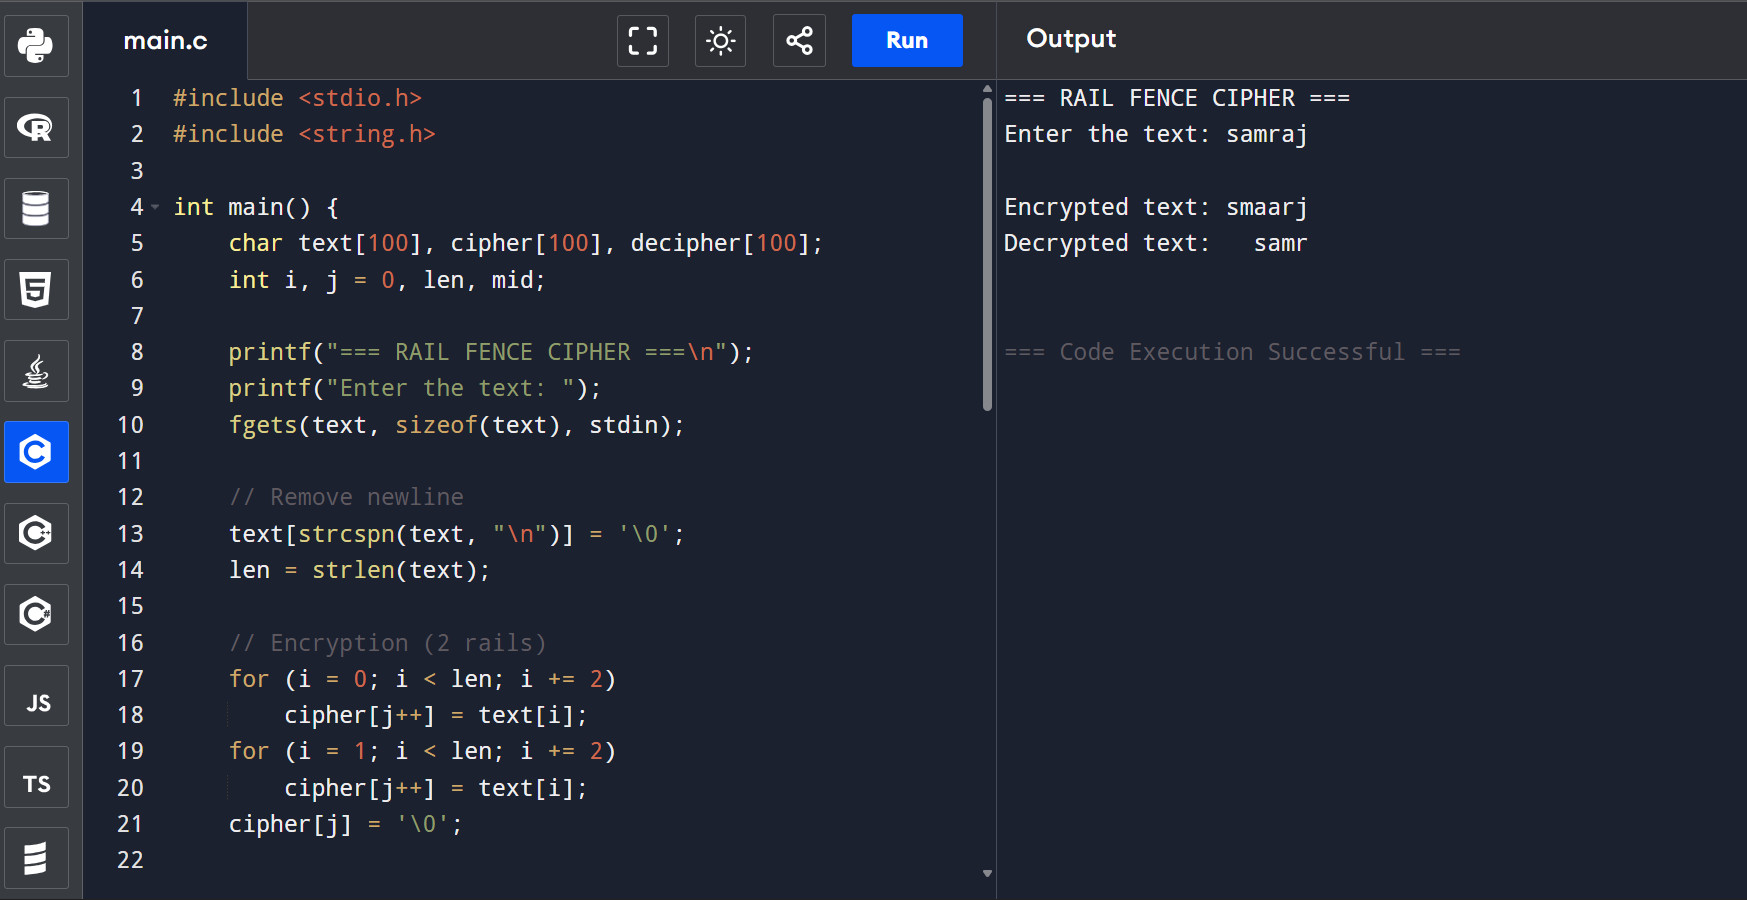 main.c
Run
Output
1 #include <stdio.h>
2 #include <string.h>
3
4 int main() {
5     char text[100], cipher[100], decipher[100];
6     int i, j = 0, len, mid;
7
8     printf("=== RAIL FENCE CIPHER ===\n");
9     printf("Enter the text: ");
10     fgets(text, sizeof(text), stdin);
11
12     // Remove newline
13     text[strcspn(text, "\n")] = '\0';
14     len = strlen(text);
15
16     // Encryption (2 rails)
17     for (i = 0; i < len; i += 2)
18         cipher[j++] = text[i];
19     for (i = 1; i < len; i += 2)
20         cipher[j++] = text[i];
21     cipher[j] = '\0';
22
=== RAIL FENCE CIPHER ===
Enter the text: samraj
Encrypted text: smaarj
Decrypted text:   samr
=== Code Execution Successful ===
R
5
C
C++
C#
JS
TS